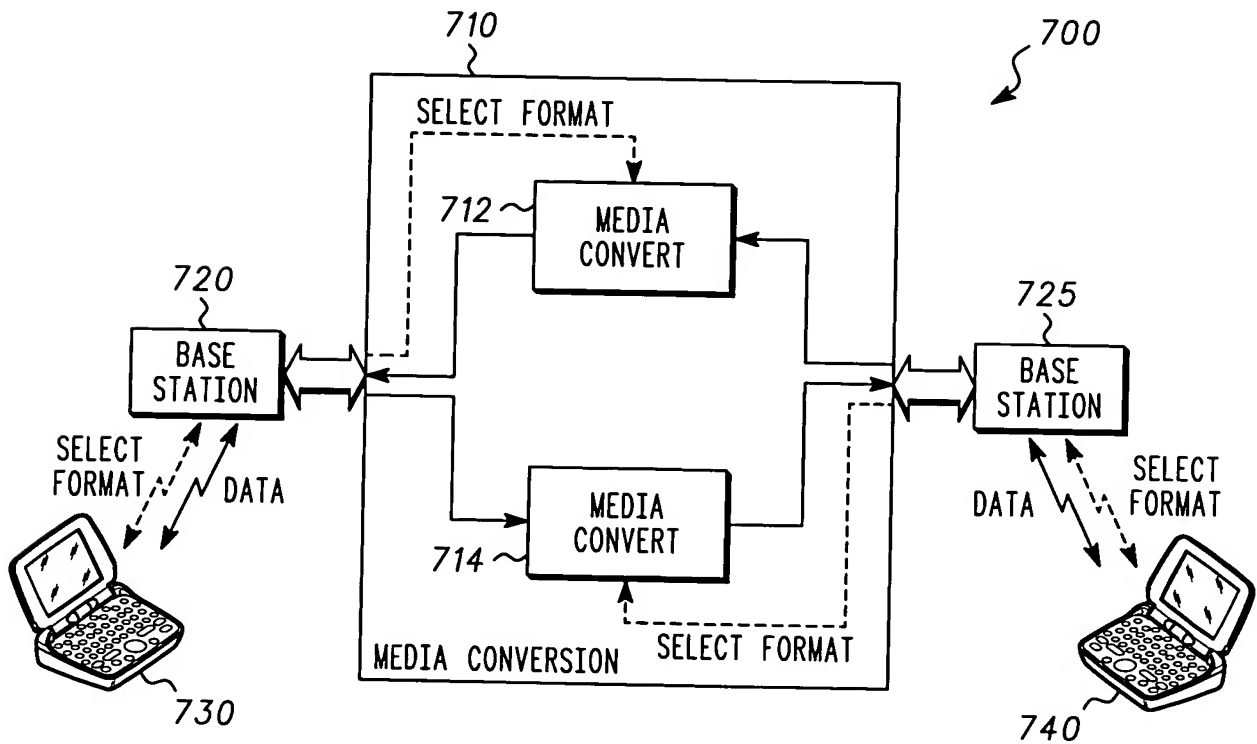 710
700
SELECT FORMAT
712
MEDIA
CONVERT
720
725
BASE
STATION
BASE
STATION
SELECT
FORMAT
DATA
MEDIA
CONVERT
714
DATA
SELECT
FORMAT
SELECT FORMAT
MEDIA CONVERSION
730
740